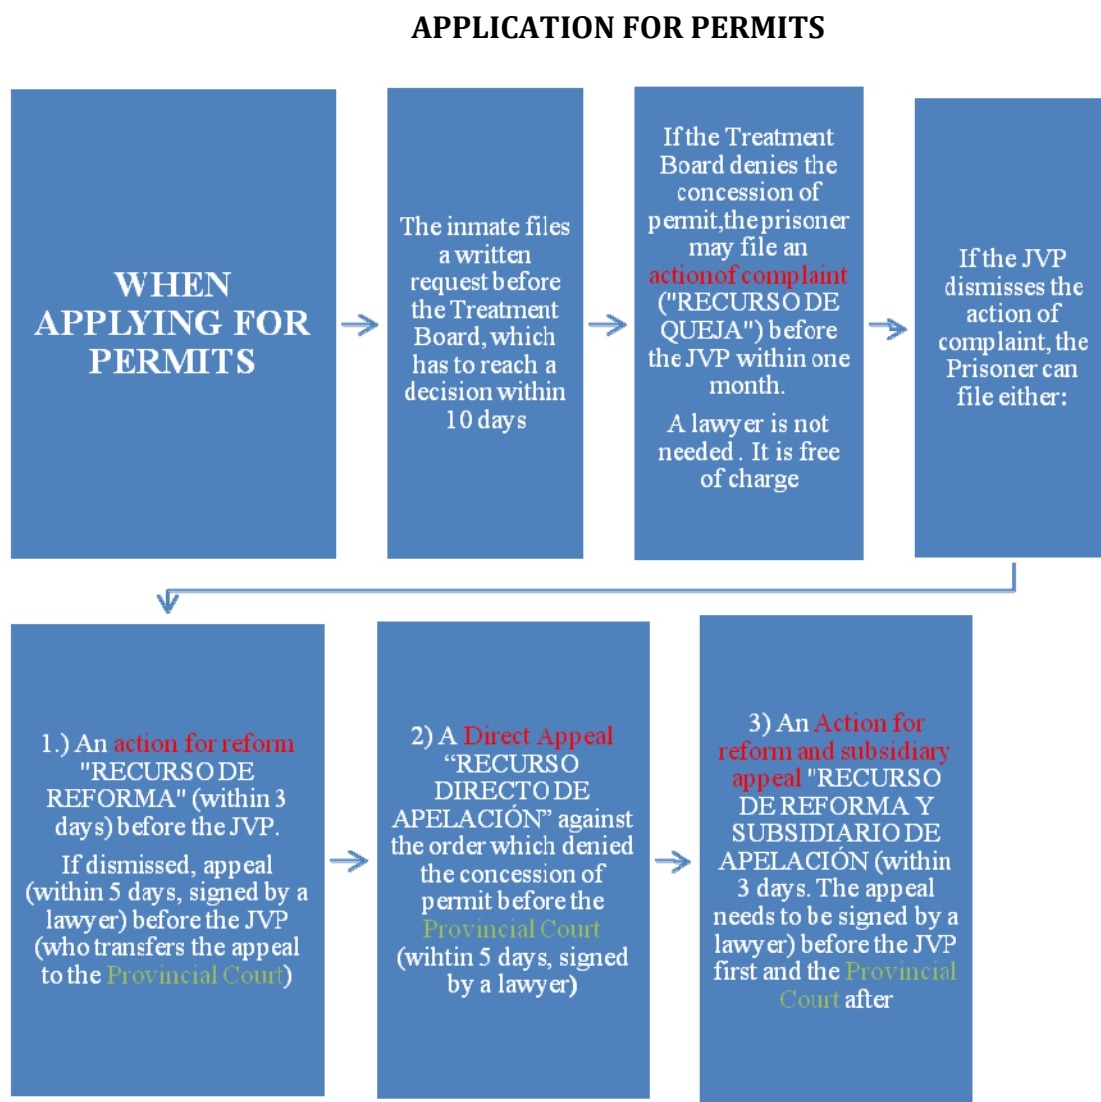 APPLICATION FOR PERMITS
WHEN
APPLYING FOR
PERMITS
The inmate files
a written
request before
the Treatment
Board, which
has to reach a
decision within
10 days
If the Treatment
Board denies the
concession of
permit,the prisoner
may file an
actionof complaint
("RECURSO DE
QUEJA") before
the JVP within one
month.
A lawyer is not
needed . It is free
of charge
If the JVP
dismisses the
action of
complaint, the
Prisoner can
file either:
1.) An action for reform
"RECURSO DE
REFORMA" (within 3
days) before the JVP.
If dismissed, appeal
(within 5 days, signed by a
lawyer) before the JVP
(who transfers the appeal
to the Provincial Court)
2) A Direct Appeal
“RECURSO
DIRECTO DE
APELACIÓN” against
the order which denied
the concession of
permit before the
Provincial Court
(wihtin 5 days, signed
by a lawyer)
3) An Action for
reform and subsidiary
appeal "RECURSO
DE REFORMA Y
SUBSIDIARIO DE
APELACIÓN (within
3 days. The appeal
needs to be signed by a
lawyer) before the JVP
first and the Provincial
Court after